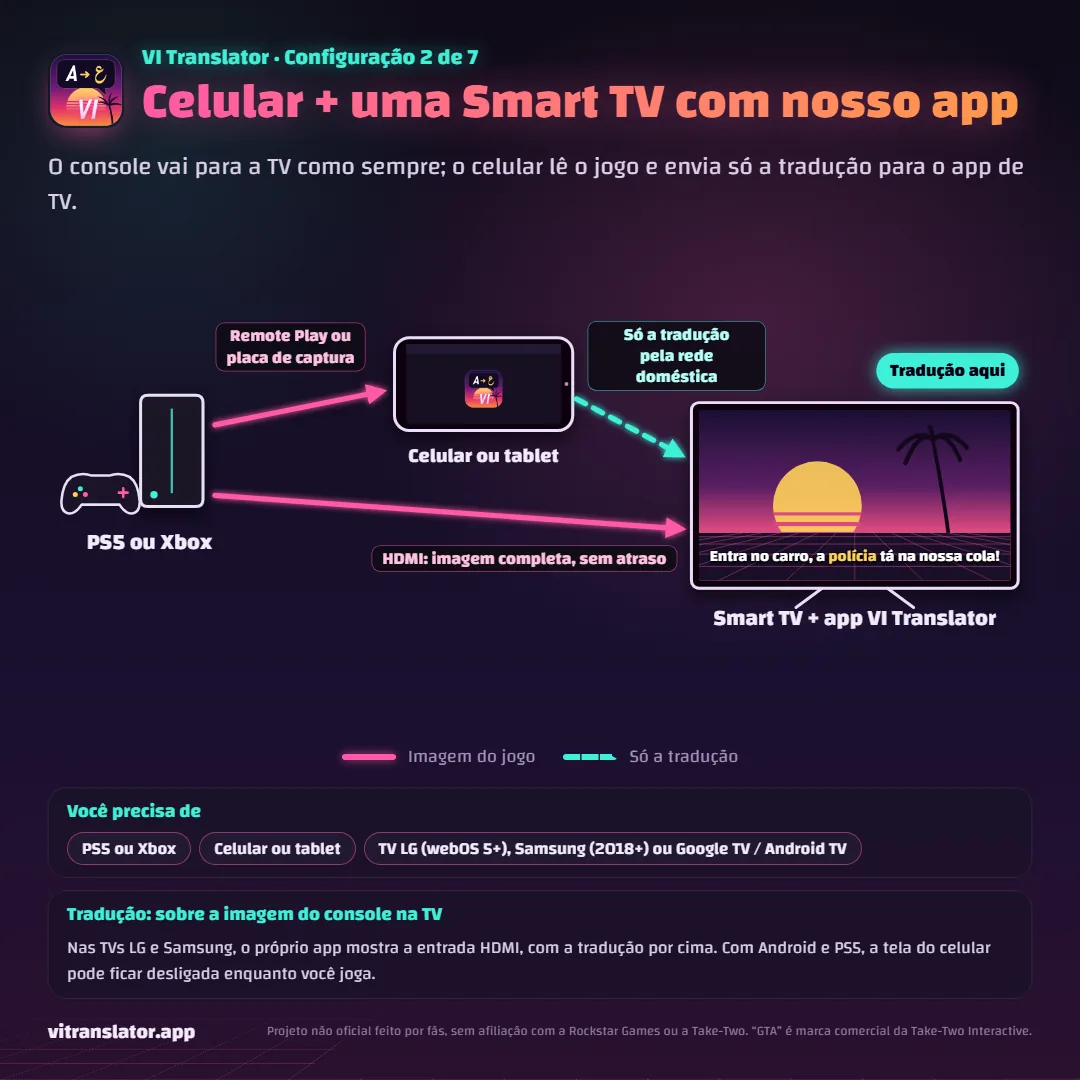 A→ع
VI
VI Translator · Configuração 2 de 7
Celular + uma Smart TV com nosso app
O console vai para a TV como sempre; o celular lê o jogo e envia só a tradução para o app de
TV.
Remote Play ou
placa de captura
Só a tradução
pela rede
doméstica
Tradução aqui
A→ع
VI
Celular ou tablet
PS5 ou Xbox
HDMI: imagem completa, sem atraso
Entra no carro, a polícia tá na nossa cola!
Smart TV + app VI Translator
Imagem do jogo
Só a tradução
Você precisa de
PS5 ou Xbox
Celular ou tablet
TV LG (webOS 5+), Samsung (2018+) ou Google TV / Android TV
Tradução: sobre a imagem do console na TV
Nas TVs LG e Samsung, o próprio app mostra a entrada HDMI, com a tradução por cima. Com Android e PS5, a tela do celular
pode ficar desligada enquanto você joga.
vitranslator.app
Projeto não oficial feito por fãs, sem afiliação com a Rockstar Games ou a Take-Two. “GTA” é marca comercial da Take-Two Interactive.